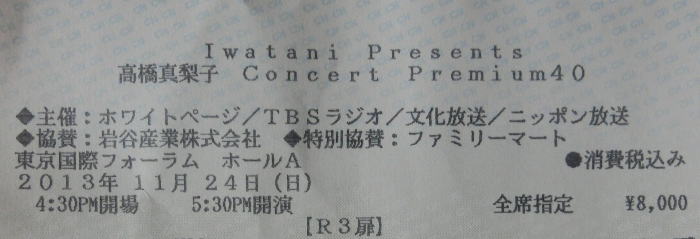 Ｉｗａｔａｎｉ　Ｐｒｅｓｅｎｔｓ
高橋真梨子　Ｃｏｎｃｅｒｔ　Ｐｒｅｍｉｕｍ４０
◆主催：ホワイトページ／ＴＢＳラジオ／文化放送／ニッポン放送
◆協賛：岩谷産業株式会社　◆特別協賛：ファミリーマート
東京国際フォーラム　ホールＡ　●消費税込み
２０１３年　１１月　２４日（日）
4:30PM開場　5:30PM開演　全席指定　¥8,000
【Ｒ３扉】